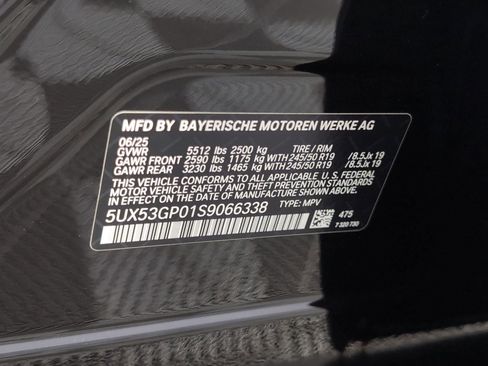 MFD BY BAYERISCHE MOTOREN WERKE AG
06/25
GVWR 5512 lbs 2500 kg TIRE / RIM
GAWR FRONT 2590 lbs 1175 kg WITH 245/50 R19 / 8.5Jx 19
GAWR REAR 3230 lbs 1465 kg WITH 245/50 R19 / 8.5Jx 19
THIS VEHICLE CONFORMS TO ALL APPLICABLE U.S. FEDERAL
MOTOR VEHICLE SAFETY STANDARDS IN EFFECT ON THE
DATE OF MANUFACTURE SHOWN ABOVE.
5UX53GP01S9066338 TYPE: MPV
475
7 320 730